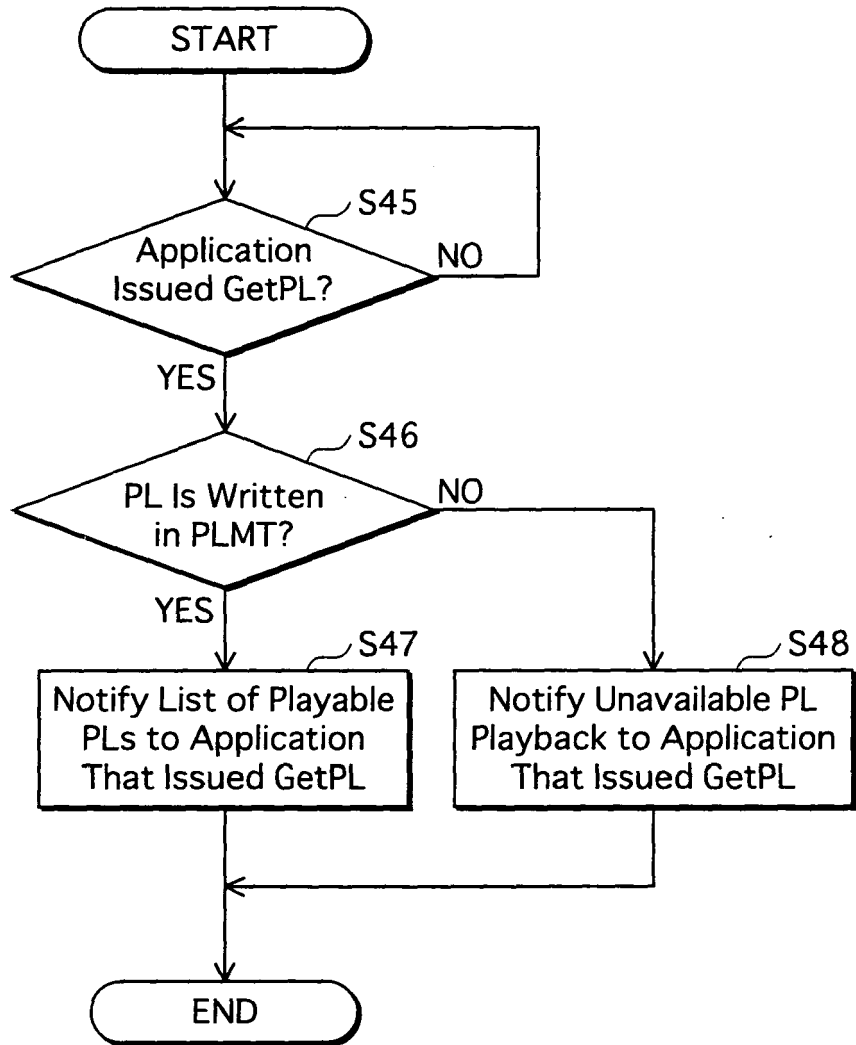 START
S45
Application
Issued GetPL?
NO
YES
S46
PL Is Written
in PLMT?
NO
YES
S47
Notify List of Playable
PLs to Application
That Issued GetPL
S48
Notify Unavailable PL
Playback to Application
That Issued GetPL
END